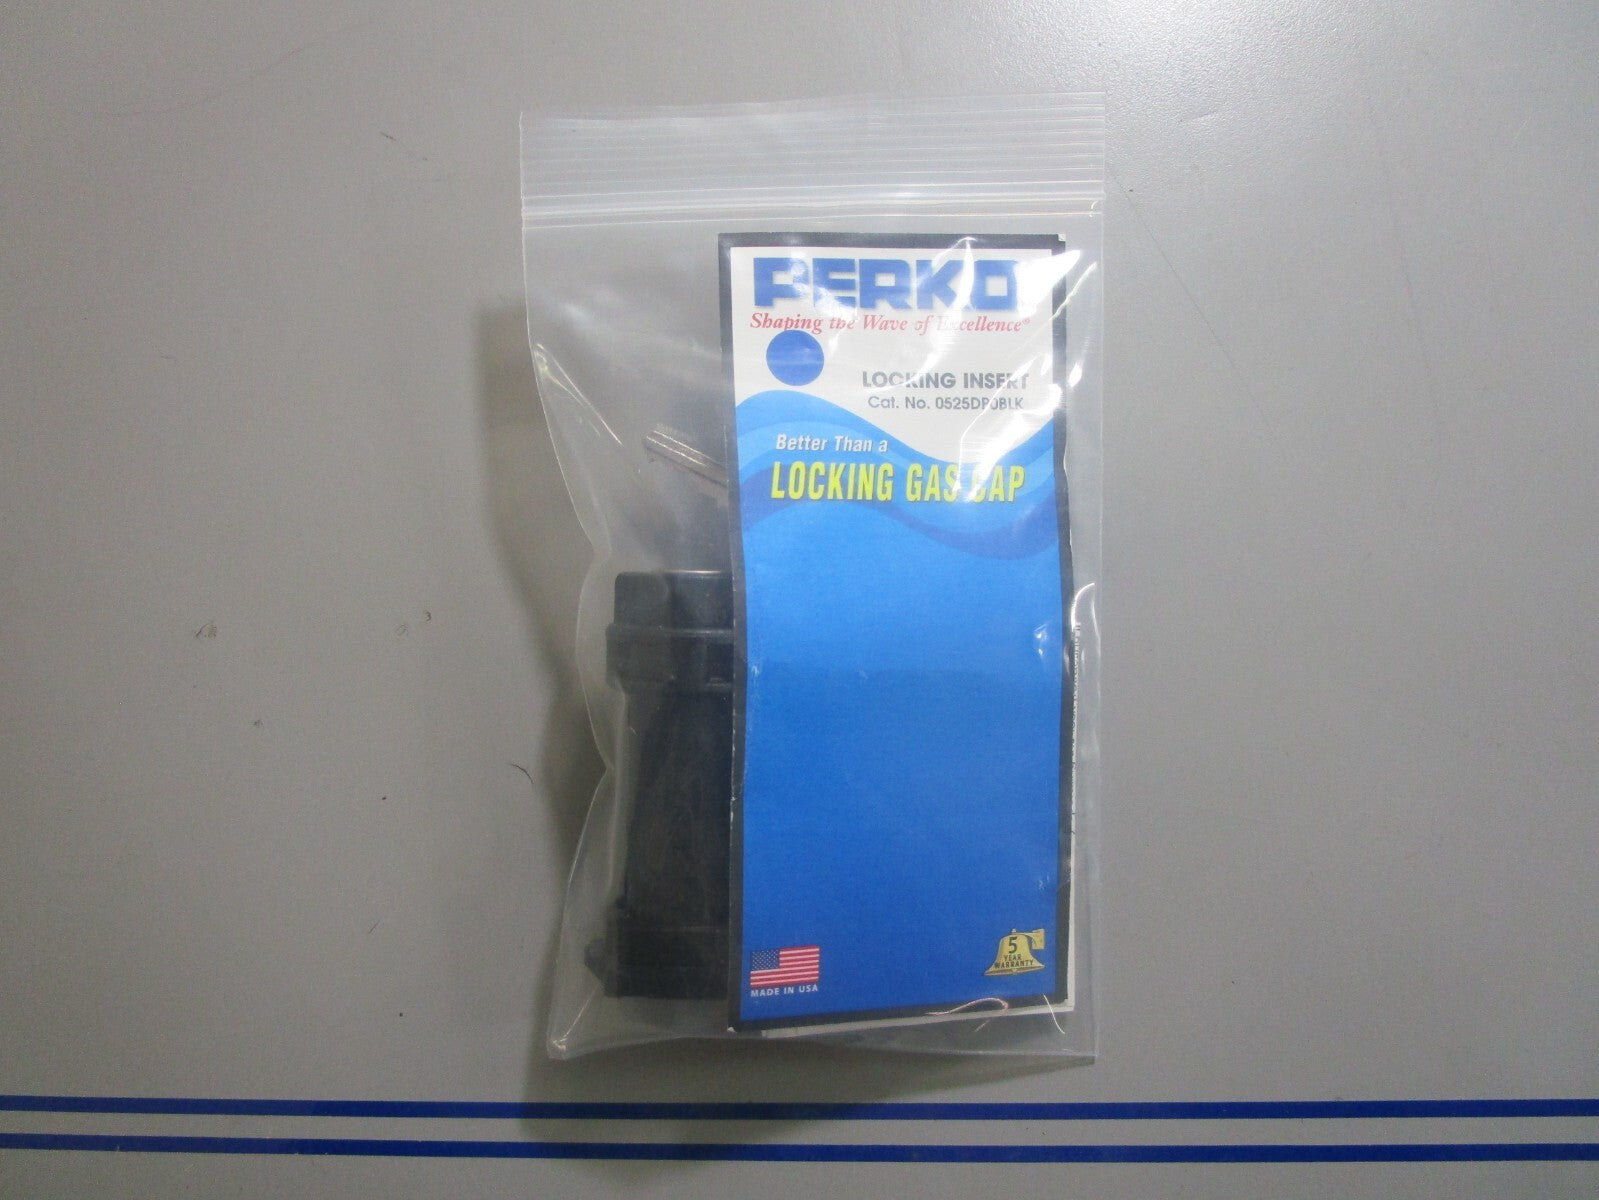 PERKO
Shaping the Wave of Excellence®
LOCKING INSERT
Cat. No. 0525DP0BLK
Better Than a
LOCKING GAS CAP
5
YEAR
WARRANTY
MADE IN USA